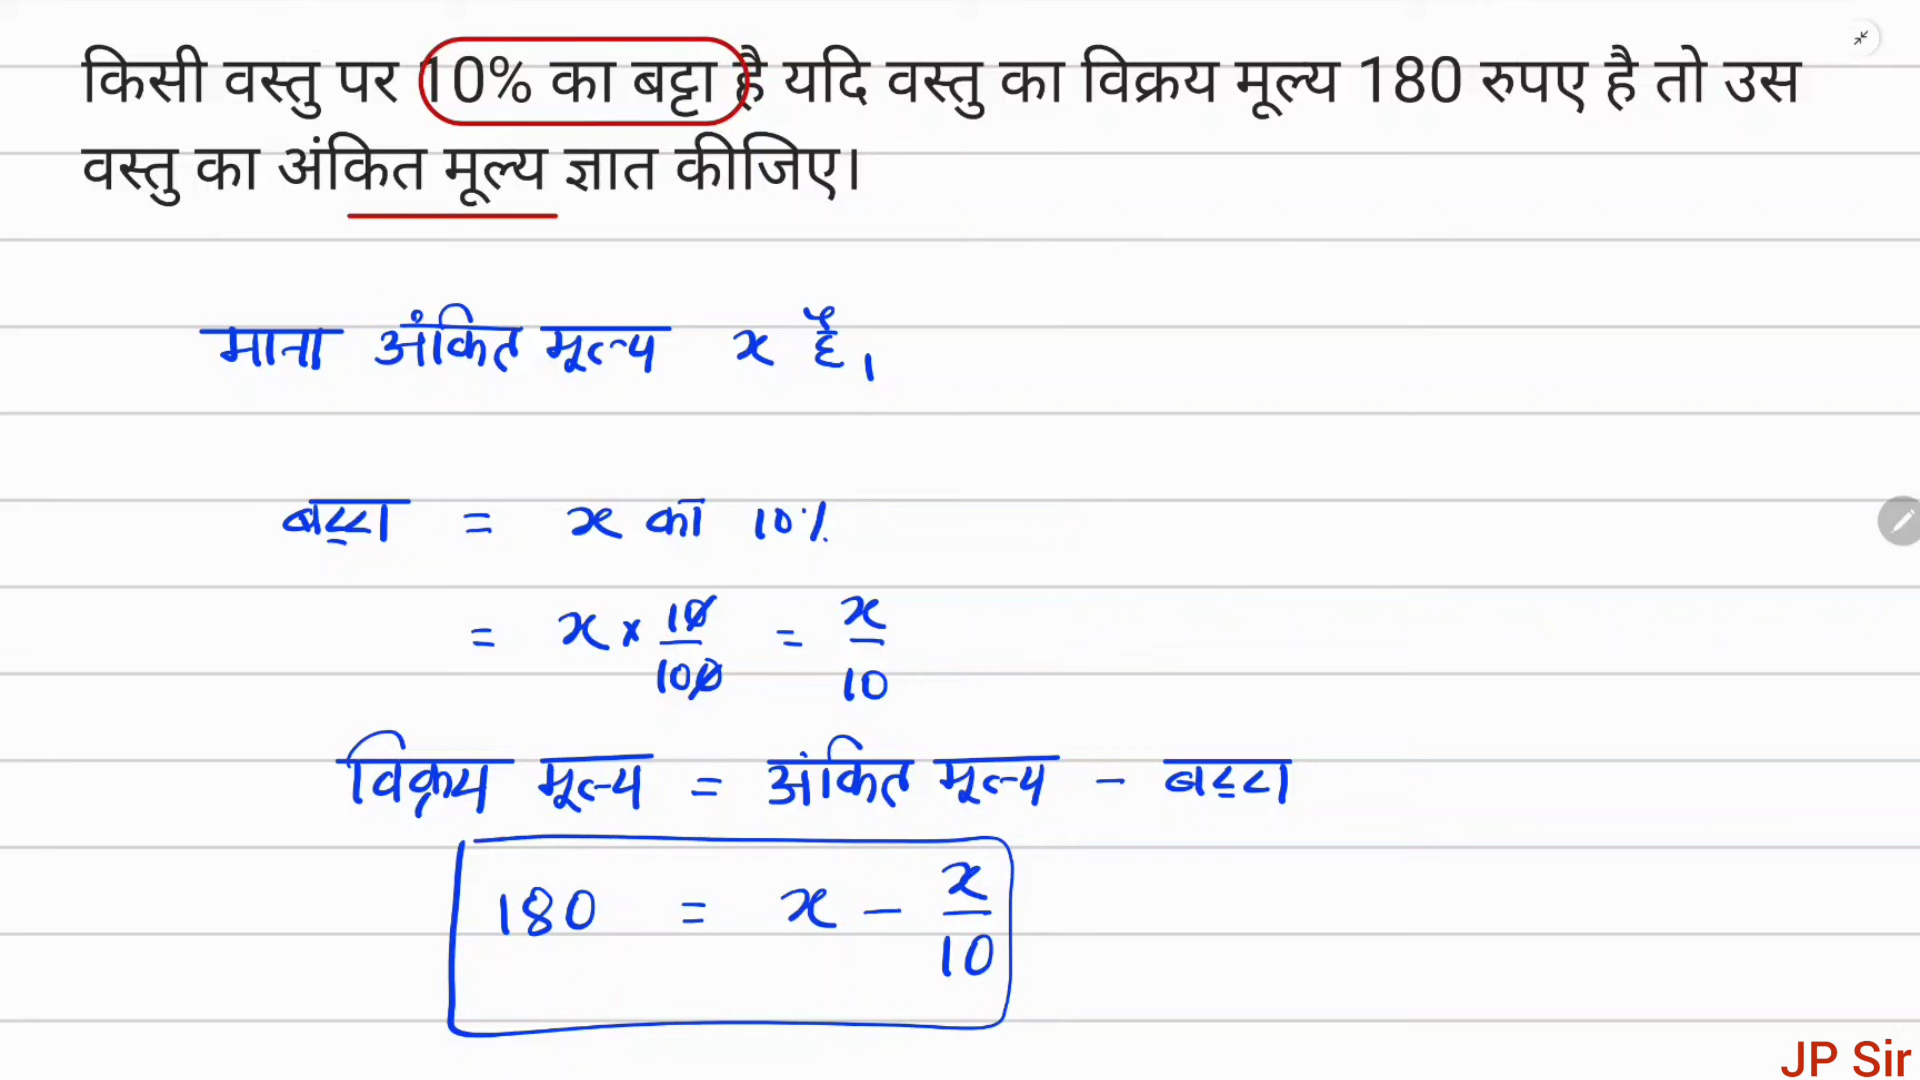 किसी वस्तु पर 10% का बट्टा है यदि वस्तु का विक्रय मूल्य 180 रुपए है तो उस
वस्तु का अंकित मूल्य ज्ञात कीजिए।
माना अंकित मूल्य x है।
बट्टा = x का 10%
= x × 10/100 = x/10
विक्रय मूल्य = अंकित मूल्य - बट्टा
180 = x - x/10
JP Sir